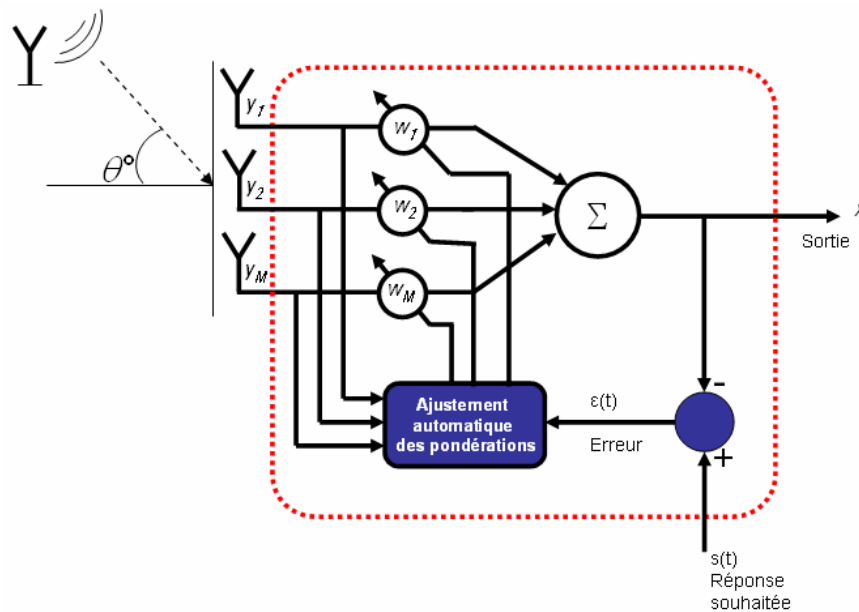 θ°
y1
y2
yM
w1
w2
wM
Σ
Sortie
Ajustement
automatique
des pondérations
ε(t)
Erreur
-
+
s(t)
Réponse
souhaitée